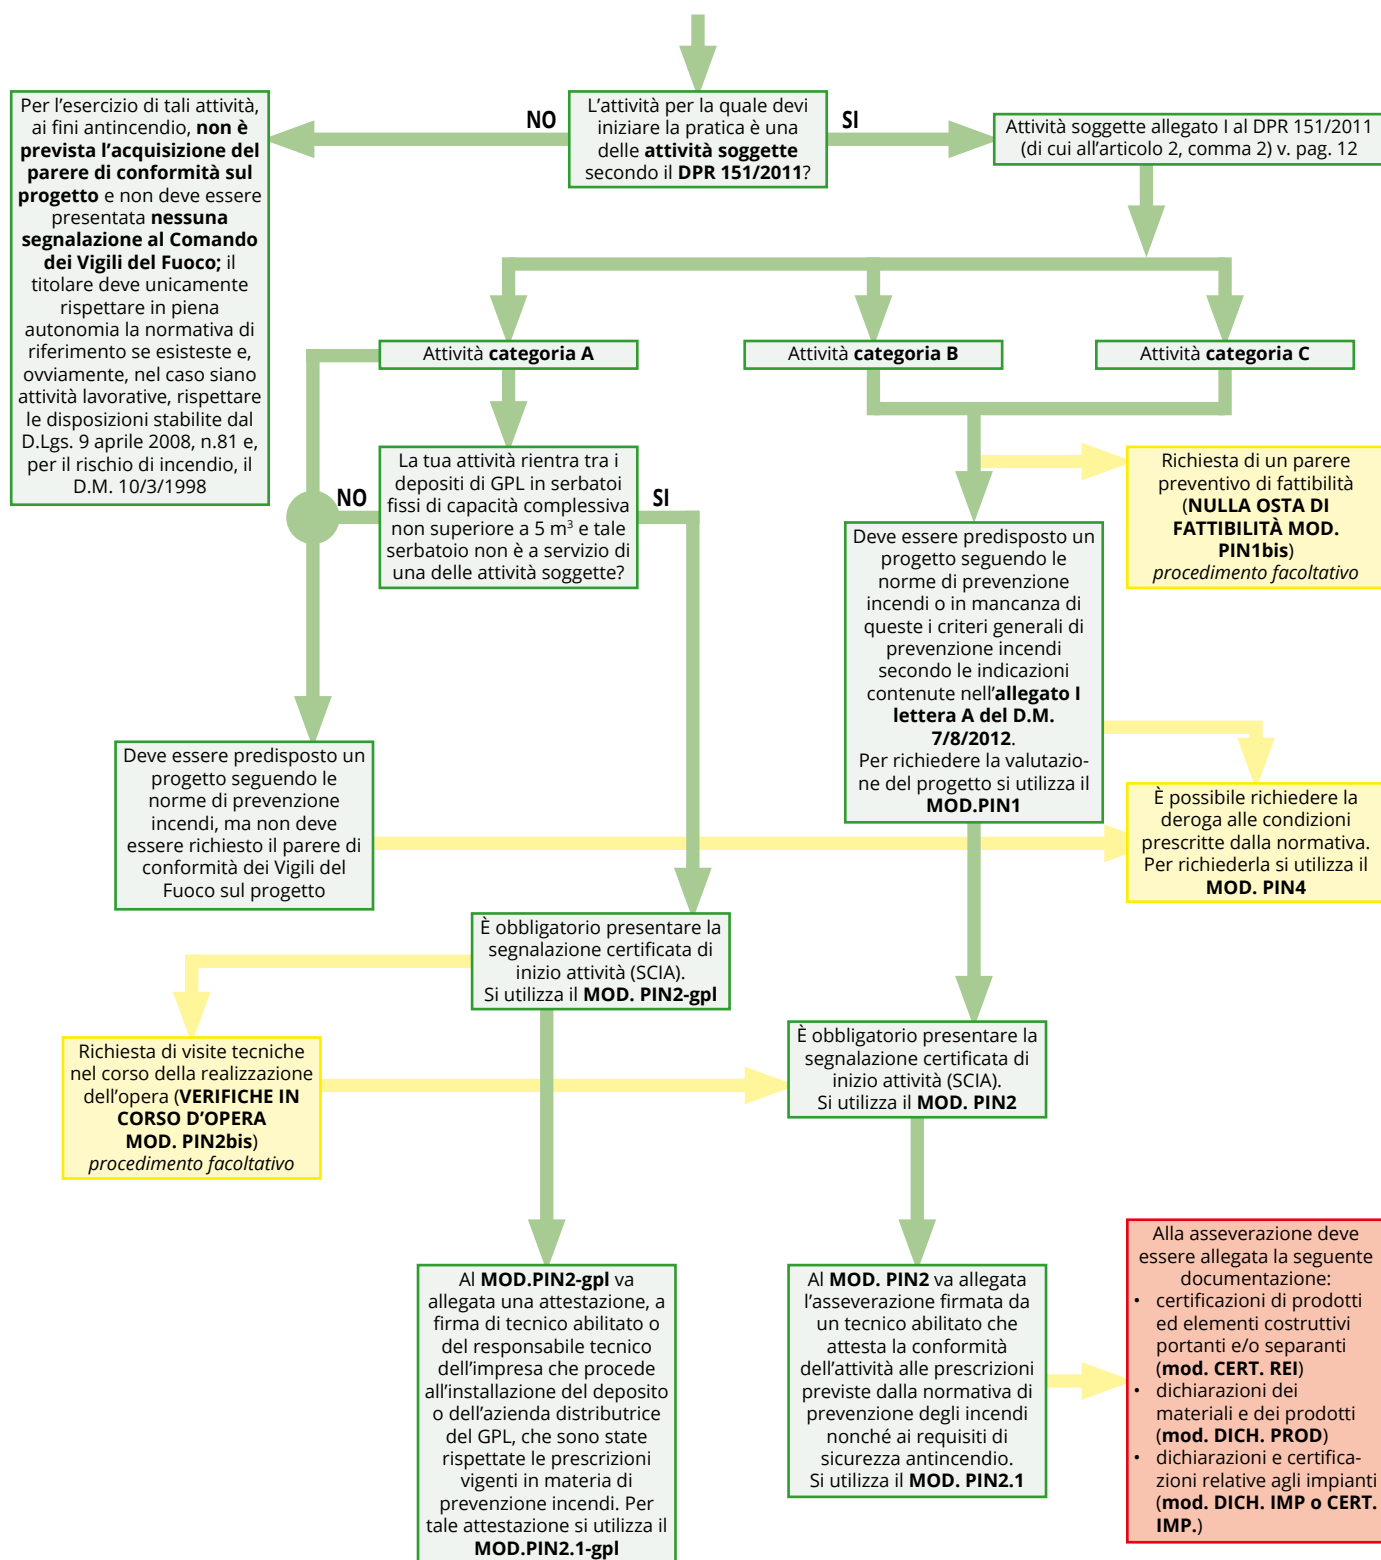 L'attività per la quale devi
iniziare la pratica è una
delle attività soggette
secondo il DPR 151/2011?
NO
SI
Per l'esercizio di tali attività,
ai fini antincendio, non è
prevista l'acquisizione del
parere di conformità sul
progetto e non deve essere
presentata nessuna
segnalazione al Comando
dei Vigili del Fuoco; il
titolare deve unicamente
rispettare in piena
autonomia la normativa di
riferimento se esisteste e,
ovviamente, nel caso siano
attività lavorative, rispettare
le disposizioni stabilite dal
D.Lgs. 9 aprile 2008, n.81 e,
per il rischio di incendio, il
D.M. 10/3/1998
Attività soggette allegato I al DPR 151/2011
(di cui all'articolo 2, comma 2) v. pag. 12
Attività categoria A
Attività categoria B
Attività categoria C
La tua attività rientra tra i
depositi di GPL in serbatoi
fissi di capacità complessiva
non superiore a 5 m³ e tale
serbatoio non è a servizio di
una delle attività soggette?
NO
SI
Richiesta di un parere
preventivo di fattibilità
(NULLA OSTA DI
FATTIBILITÀ MOD.
PIN1bis)
procedimento facoltativo
Deve essere predisposto un
progetto seguendo le
norme di prevenzione
incendi o in mancanza di
queste i criteri generali di
prevenzione incendi
secondo le indicazioni
contenute nell'allegato I
lettera A del D.M.
7/8/2012.
Per richiedere la valutazio-
ne del progetto si utilizza il
MOD.PIN1
Deve essere predisposto un
progetto seguendo le
norme di prevenzione
incendi, ma non deve
essere richiesto il parere di
conformità dei Vigili del
Fuoco sul progetto
È possibile richiedere la
deroga alle condizioni
prescritte dalla normativa.
Per richiederla si utilizza il
MOD. PIN4
È obbligatorio presentare la
segnalazione certificata di
inizio attività (SCIA).
Si utilizza il MOD. PIN2-gpl
Richiesta di visite tecniche
nel corso della realizzazione
dell'opera (VERIFICHE IN
CORSO D'OPERA
MOD. PIN2bis)
procedimento facoltativo
È obbligatorio presentare la
segnalazione certificata di
inizio attività (SCIA).
Si utilizza il MOD. PIN2
Al MOD.PIN2-gpl va
allegata una attestazione, a
firma di tecnico abilitato o
del responsabile tecnico
dell'impresa che procede
all'installazione del deposito
o dell'azienda distributrice
del GPL, che sono state
rispettate le prescrizioni
vigenti in materia di
prevenzione incendi. Per
tale attestazione si utilizza il
MOD.PIN2.1-gpl
Al MOD. PIN2 va allegata
l'asseverazione firmata da
un tecnico abilitato che
attesta la conformità
dell'attività alle prescrizioni
previste dalla normativa di
prevenzione degli incendi
nonché ai requisiti di
sicurezza antincendio.
Si utilizza il MOD. PIN2.1
Alla asseverazione deve
essere allegata la seguente
documentazione:
• certificazioni di prodotti
ed elementi costruttivi
portanti e/o separanti
(mod. CERT. REI)
• dichiarazioni dei
materiali e dei prodotti
(mod. DICH. PROD)
• dichiarazioni e certifica-
zioni relative agli impianti
(mod. DICH. IMP o CERT.
IMP.)